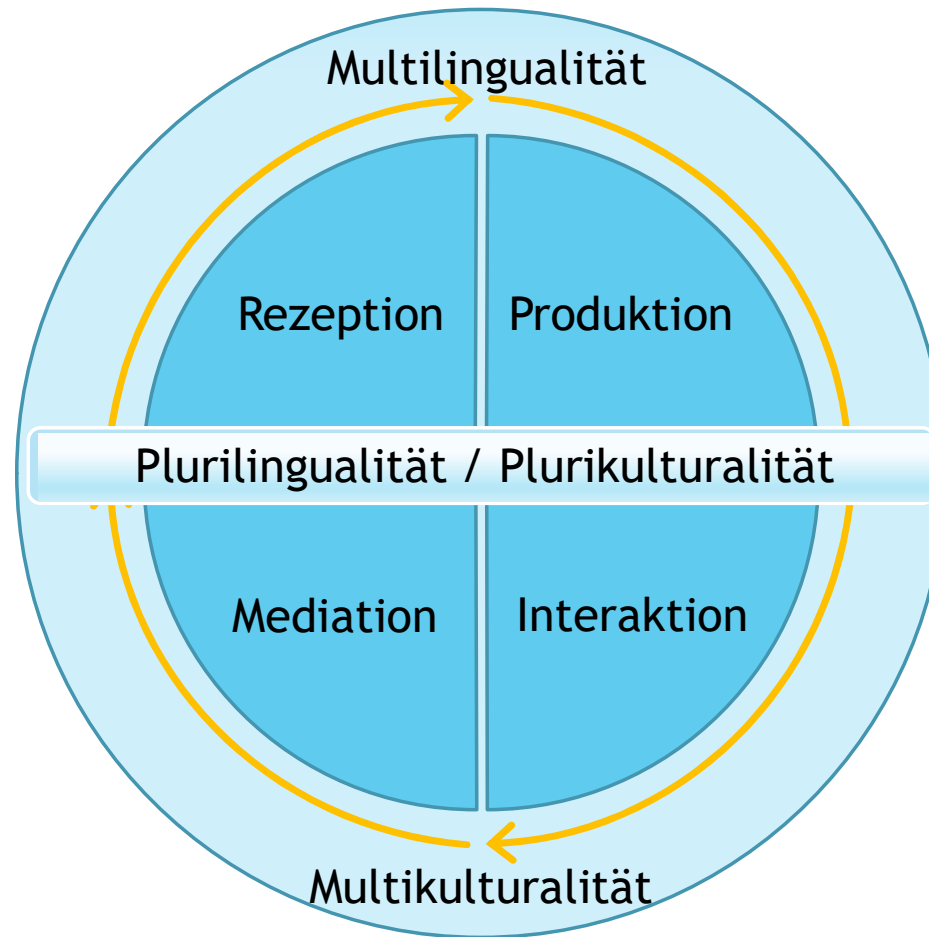 Multilingualität
Rezeption
Produktion
Plurilingualität / Plurikulturalität
Mediation
Interaktion
Multikulturalität